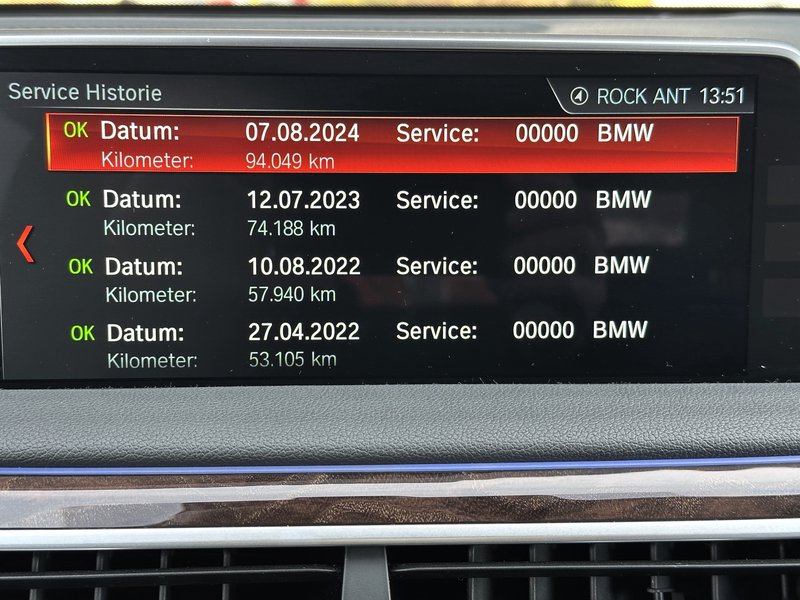 Service Historie ROCK ANT 13:51
OK Datum: 07.08.2024 Service: 00000 BMW
Kilometer: 94.049 km
OK Datum: 12.07.2023 Service: 00000 BMW
Kilometer: 74.188 km
OK Datum: 10.08.2022 Service: 00000 BMW
Kilometer: 57.940 km
OK Datum: 27.04.2022 Service: 00000 BMW
Kilometer: 53.105 km